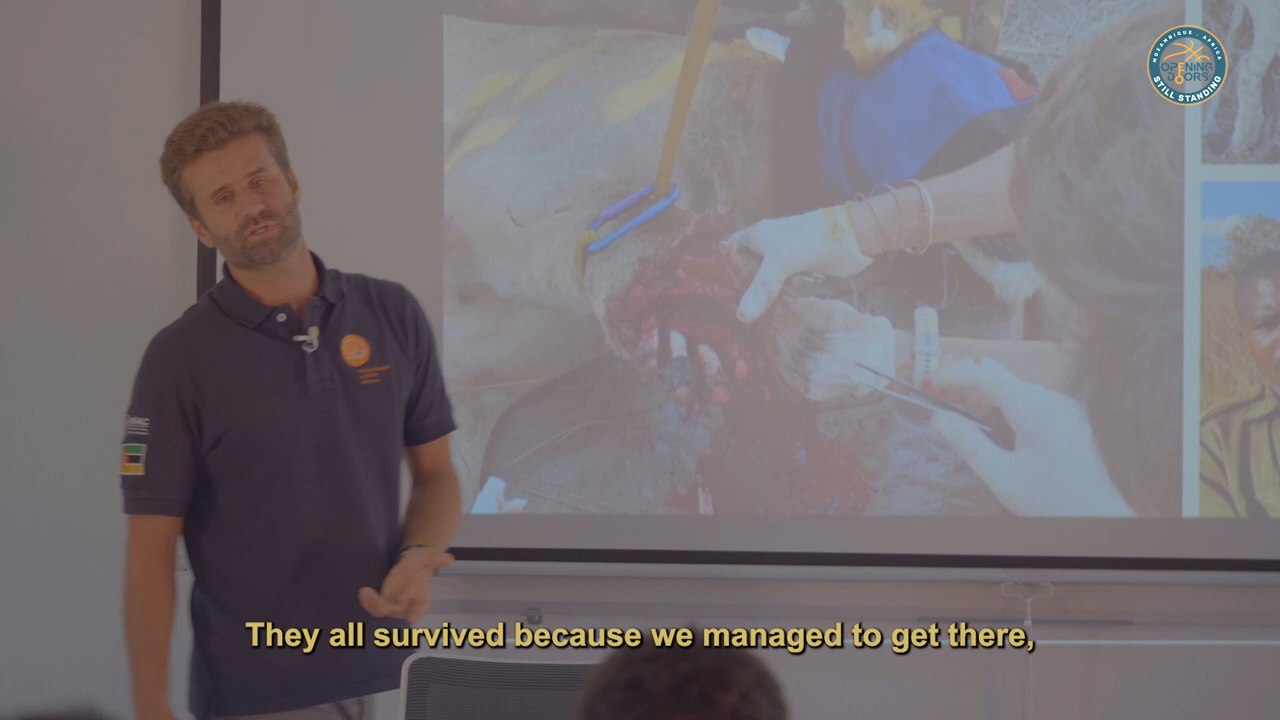 MOZAMBIQUE . AFRICA
OPENING
DOORS
STILL STANDING
They all survived because we managed to get there,